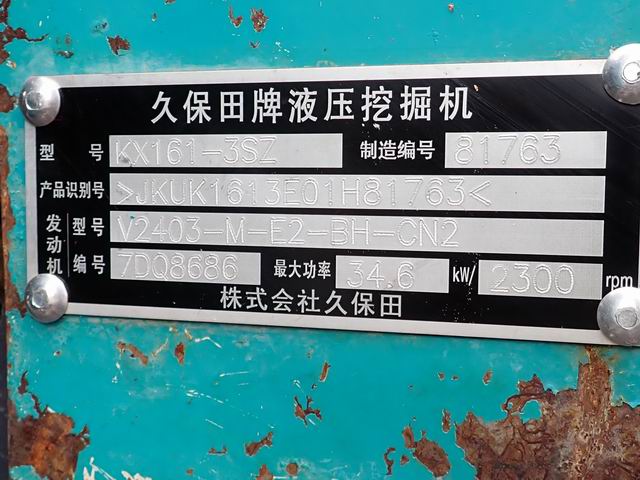 久保田牌液压挖掘机
型号 KX161-3SZ 制造编号 81763
产品识别号 >JKUK1613E01H81763<
发动机 型号 V2403-M-E2-BH-CN2
编号 7DQ8686 最大功率 34.6 kW/ 2300 rpm
株式会社久保田